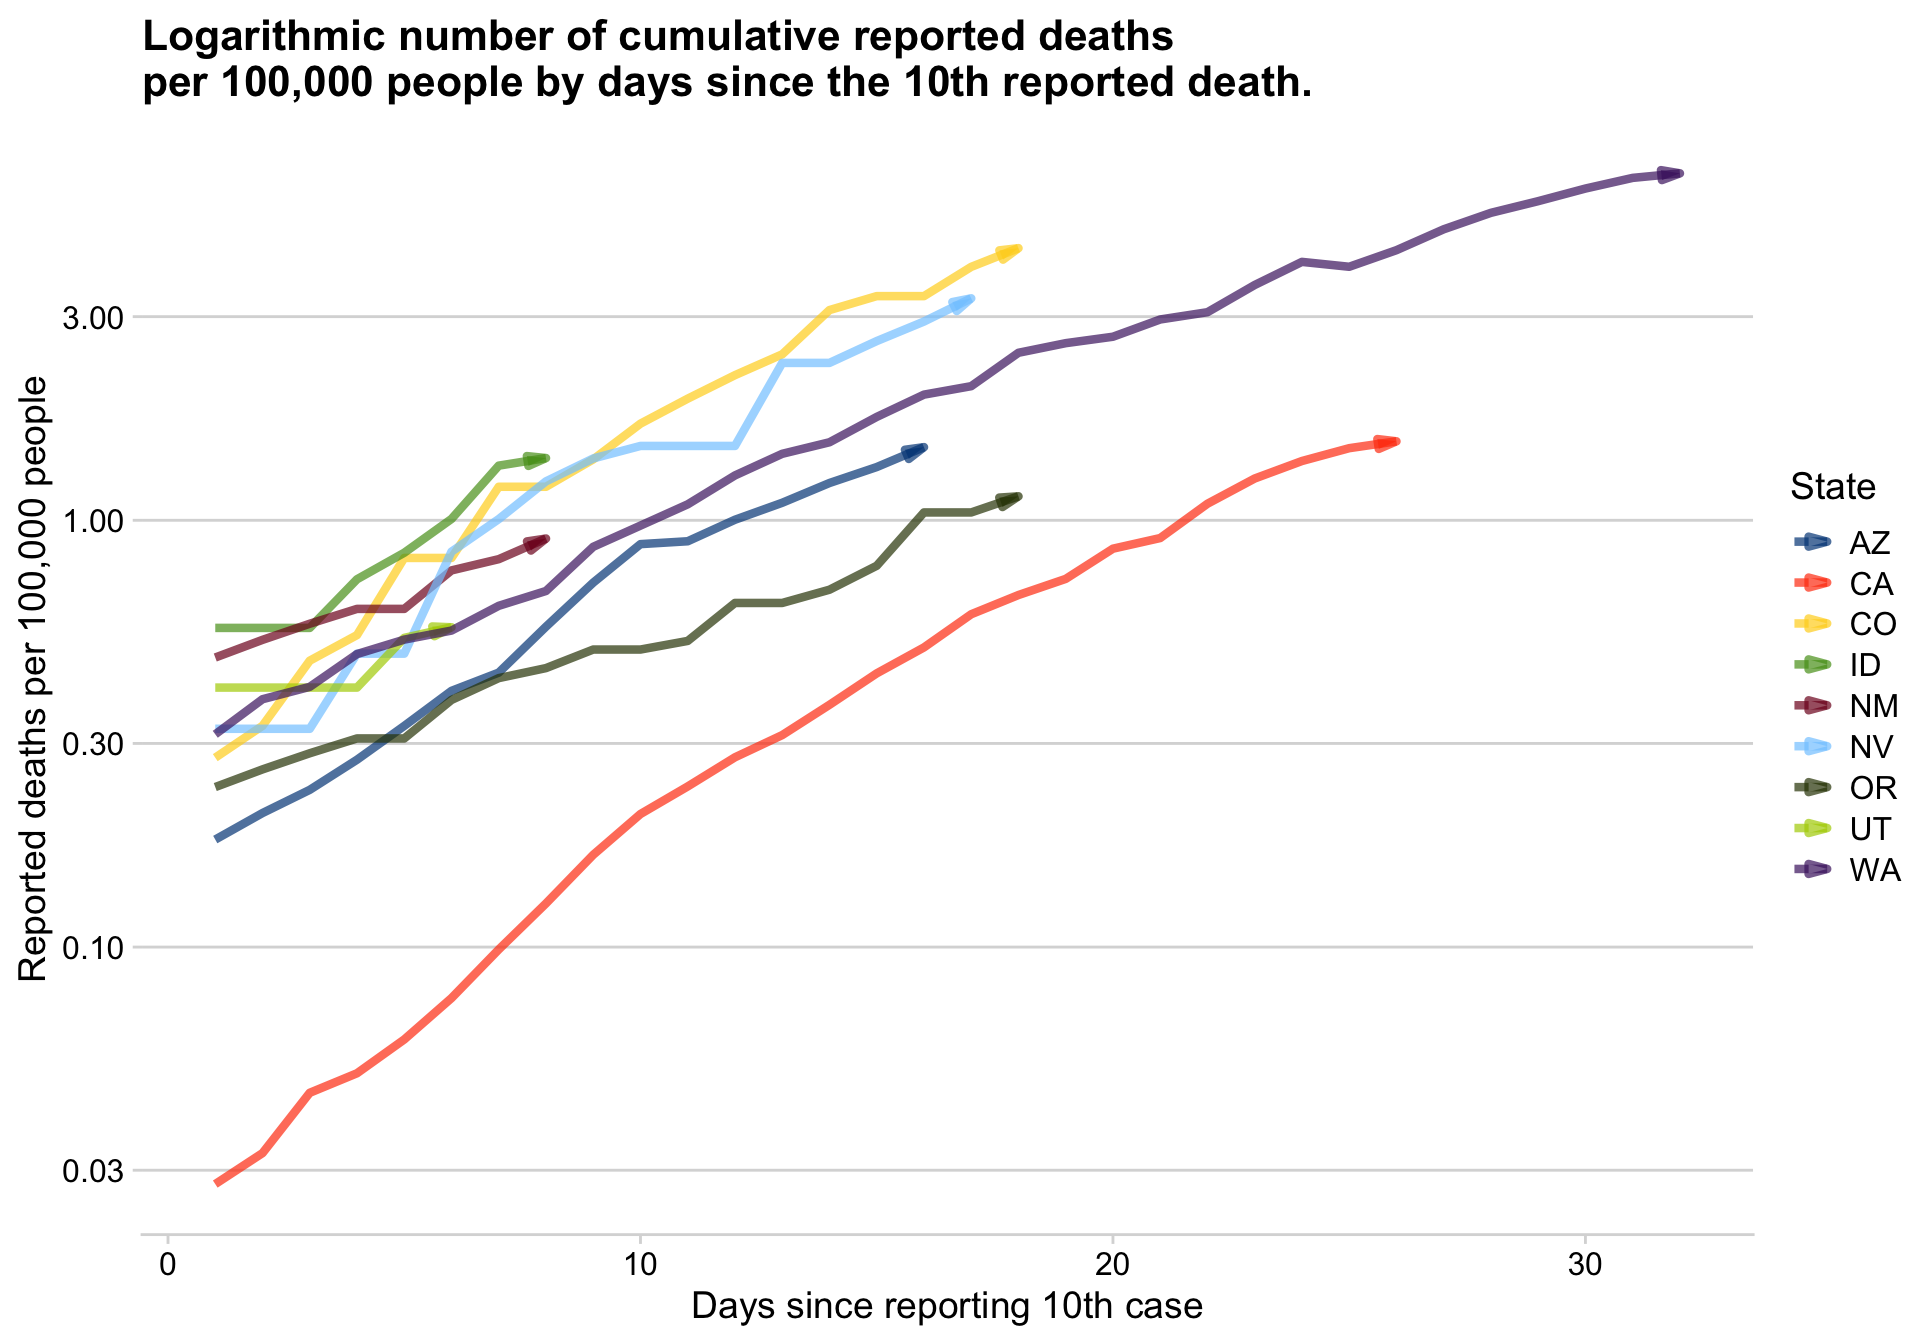 Logarithmic number of cumulative reported deaths
per 100,000 people by days since the 10th reported death.
Reported deaths per 100,000 people
3.00
1.00
0.30
0.10
0.03
0
10
20
30
Days since reporting 10th case
State
AZ
CA
CO
ID
NM
NV
OR
UT
WA